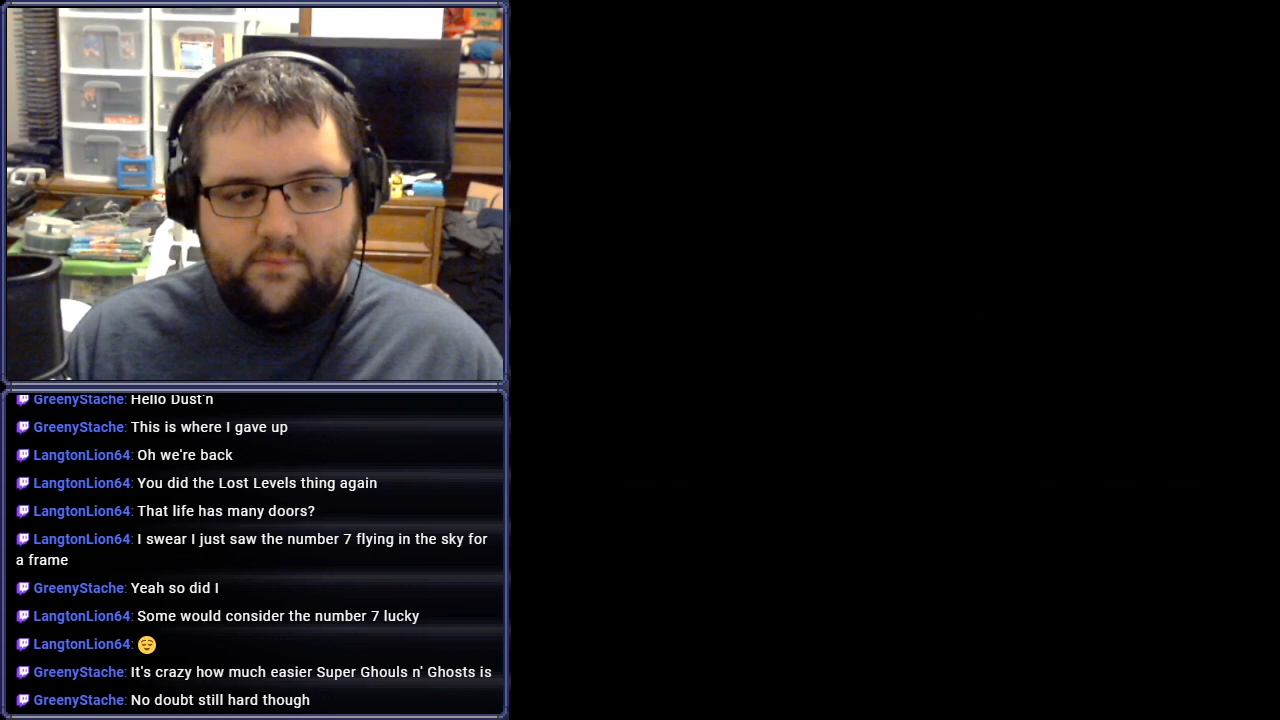 GreenyStache: Hello Dust'n
GreenyStache: This is where I gave up
LangtonLion64: Oh we're back
LangtonLion64: You did the Lost Levels thing again
LangtonLion64: That life has many doors?
LangtonLion64: I swear I just saw the number 7 flying in the sky for
a frame
GreenyStache: Yeah so did I
LangtonLion64: Some would consider the number 7 lucky
LangtonLion64: 😌
GreenyStache: It's crazy how much easier Super Ghouls n' Ghosts is
GreenyStache: No doubt still hard though